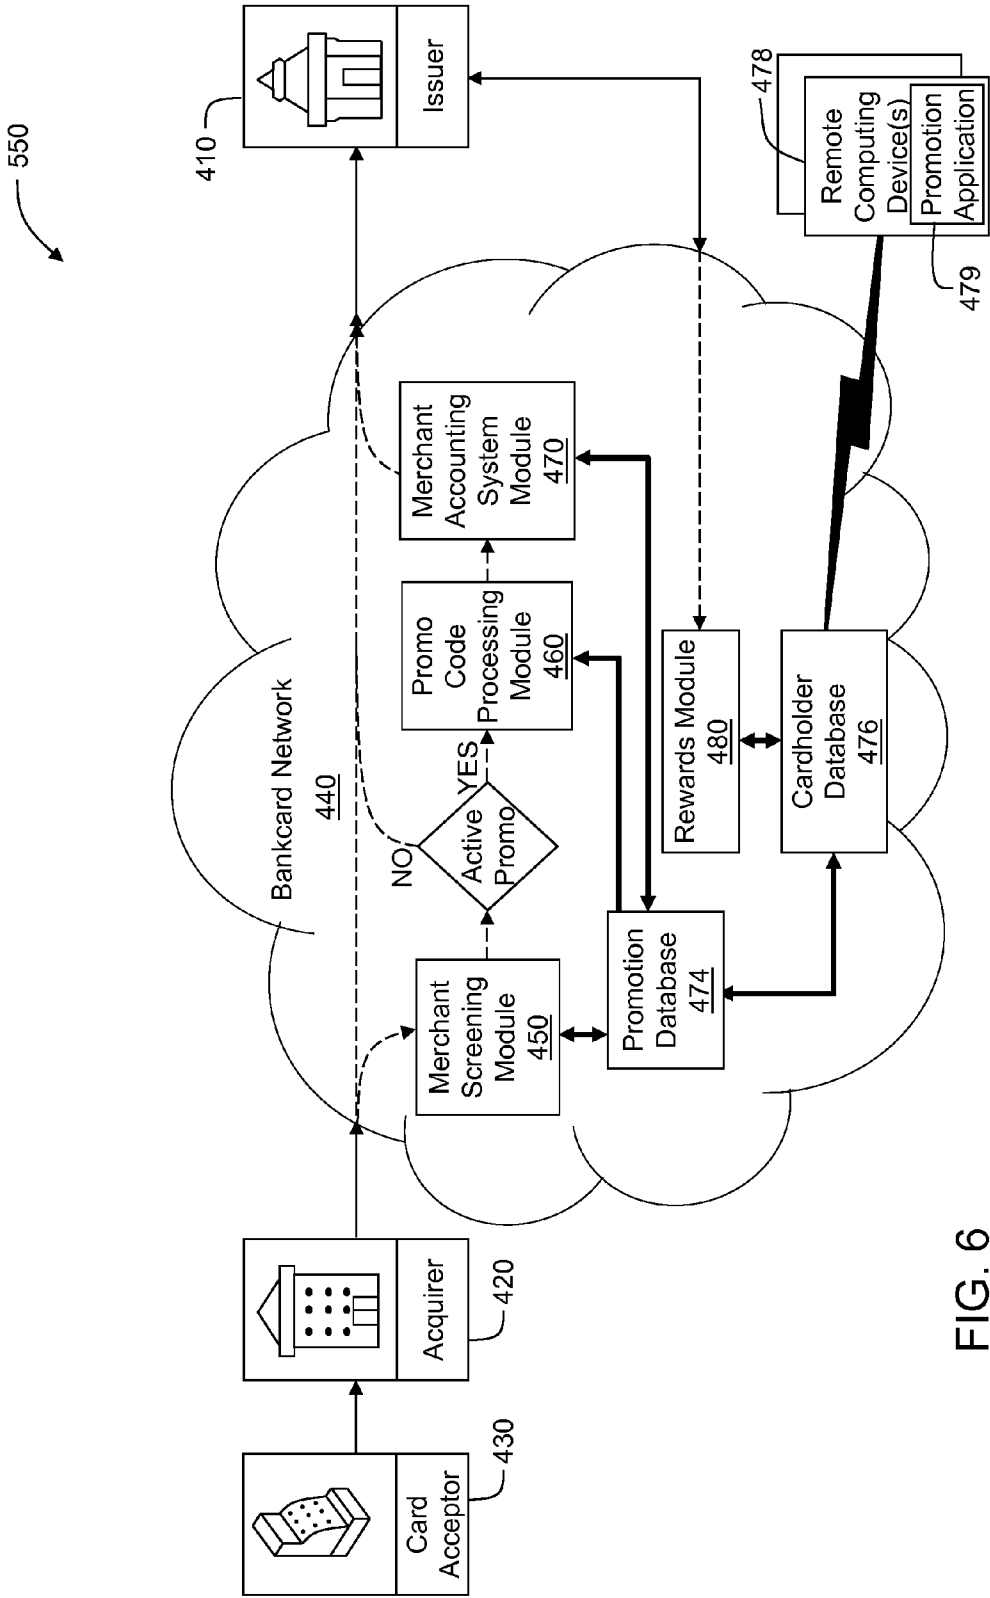 550
410
Issuer
Bankcard Network
440
Merchant
Accounting
System
Module
470
Promo
Code
Processing
Module
460
YES
NO
Active
Promo
Merchant
Screening
Module
450
Promotion
Database
474
Rewards Module
480
Cardholder
Database
476
478
Remote
Computing
Device(s)
Promotion
Application
479
Acquirer
420
Card
Acceptor
430
FIG. 6